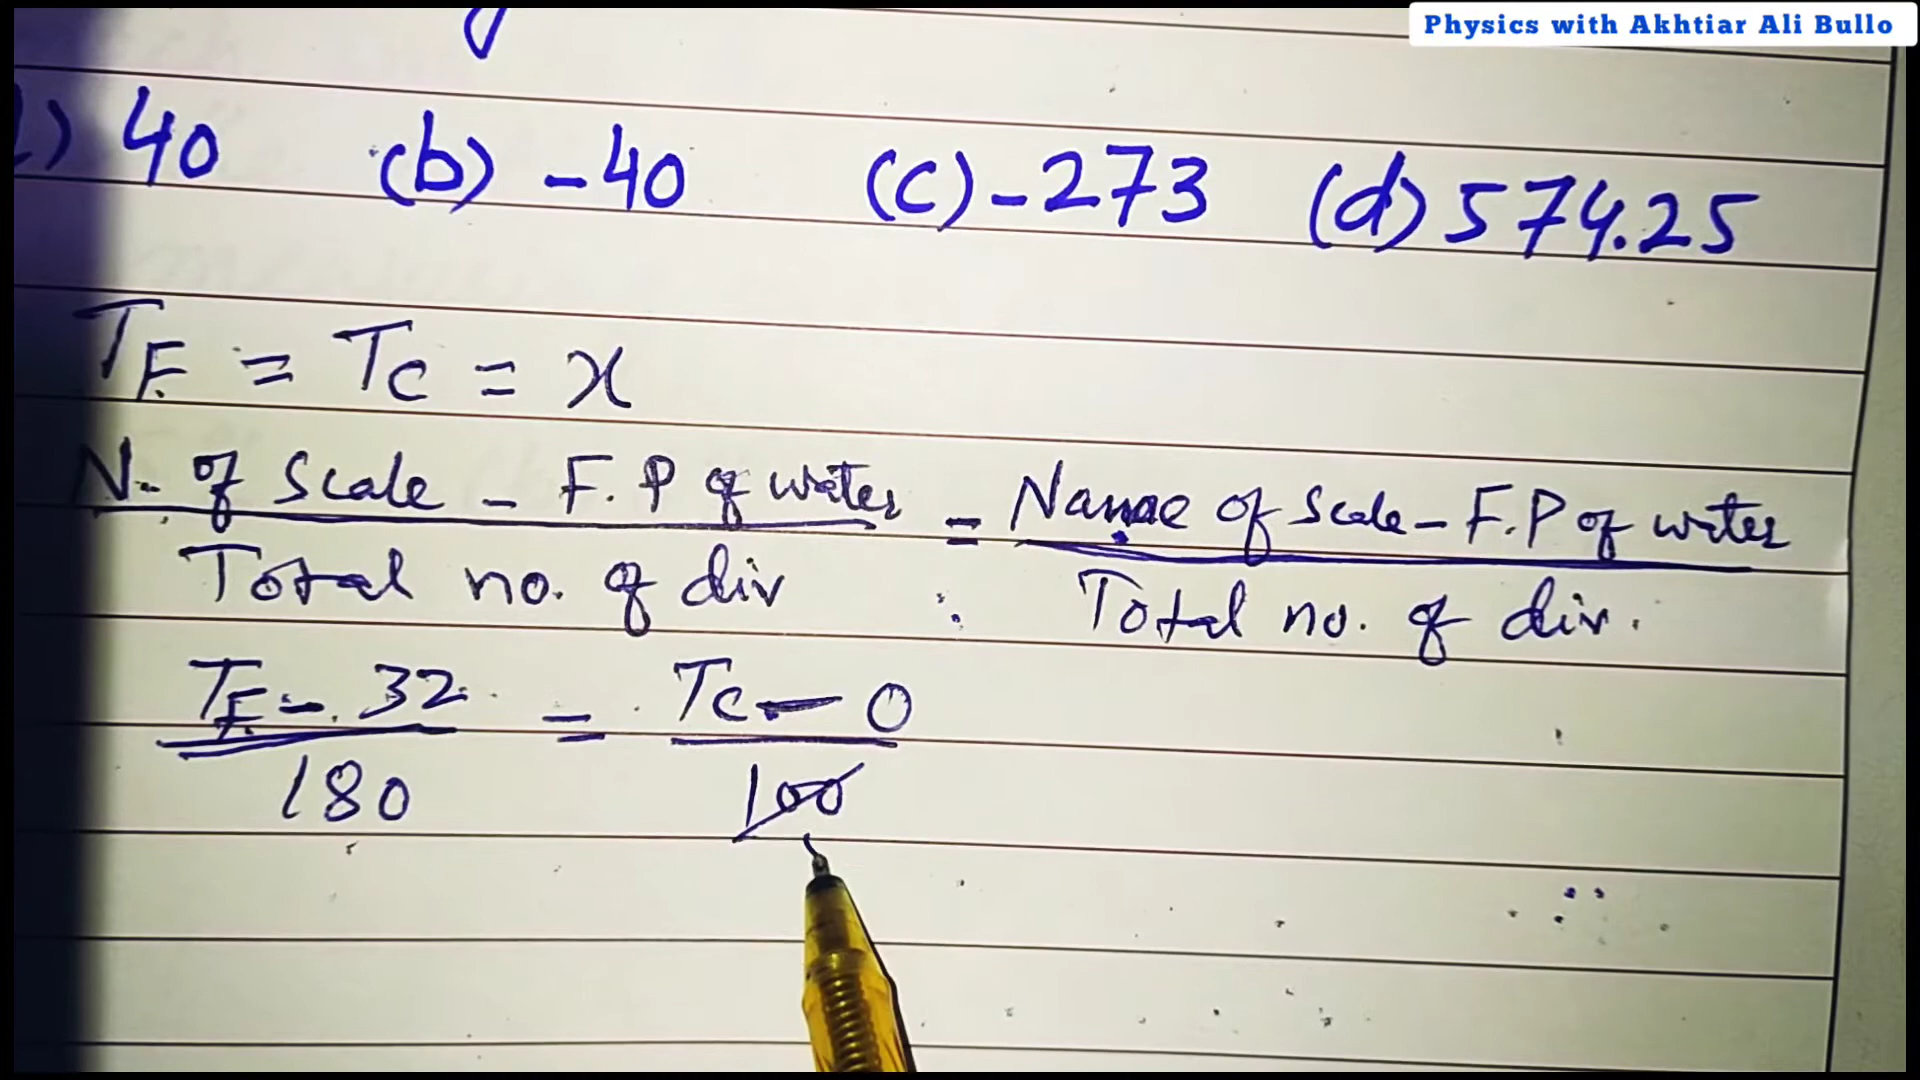 Physics with Akhtiar Ali Bullo
) 40 (b) -40 (c) -273 (d) 574.25
TF = Tc = x
N. of Scale - F.P of water = Name of Scale - F.P of water
Total no. of div : Total no. of div.
TF - 32 = Tc - 0
180 100